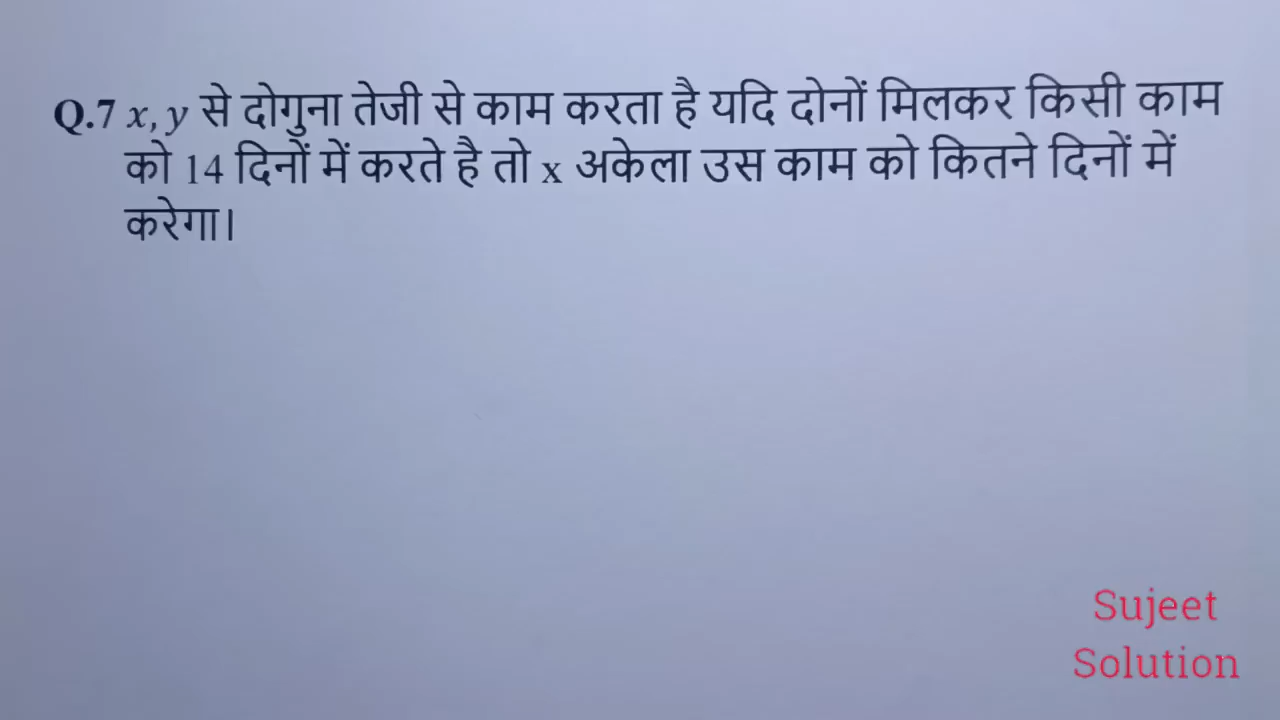 Q.7 x, y से दोगुना तेजी से काम करता है यदि दोनों मिलकर किसी काम
को 14 दिनों में करते है तो x अकेला उस काम को कितने दिनों में
करेगा।
Sujeet
Solution